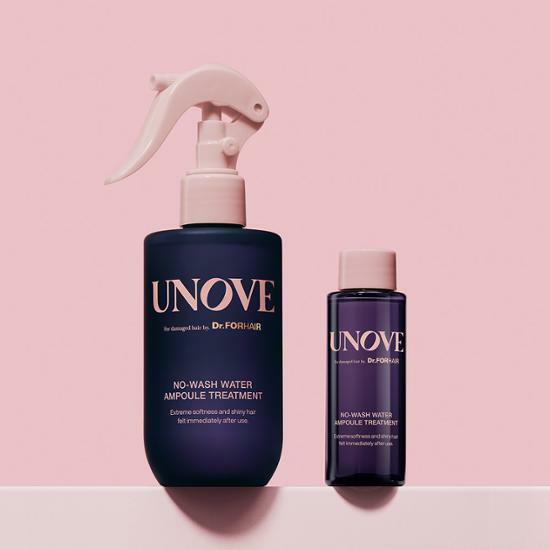 UNOVE
for damaged hair by. Dr.FORHAIR
NO-WASH WATER
AMPOULE TREATMENT
Extreme softness and shiny hair
felt immediately after use.
UNOVE
for damaged hair by. Dr.FORHAIR
NO-WASH WATER
AMPOULE TREATMENT
Extreme softness and shiny hair
felt immediately after use.